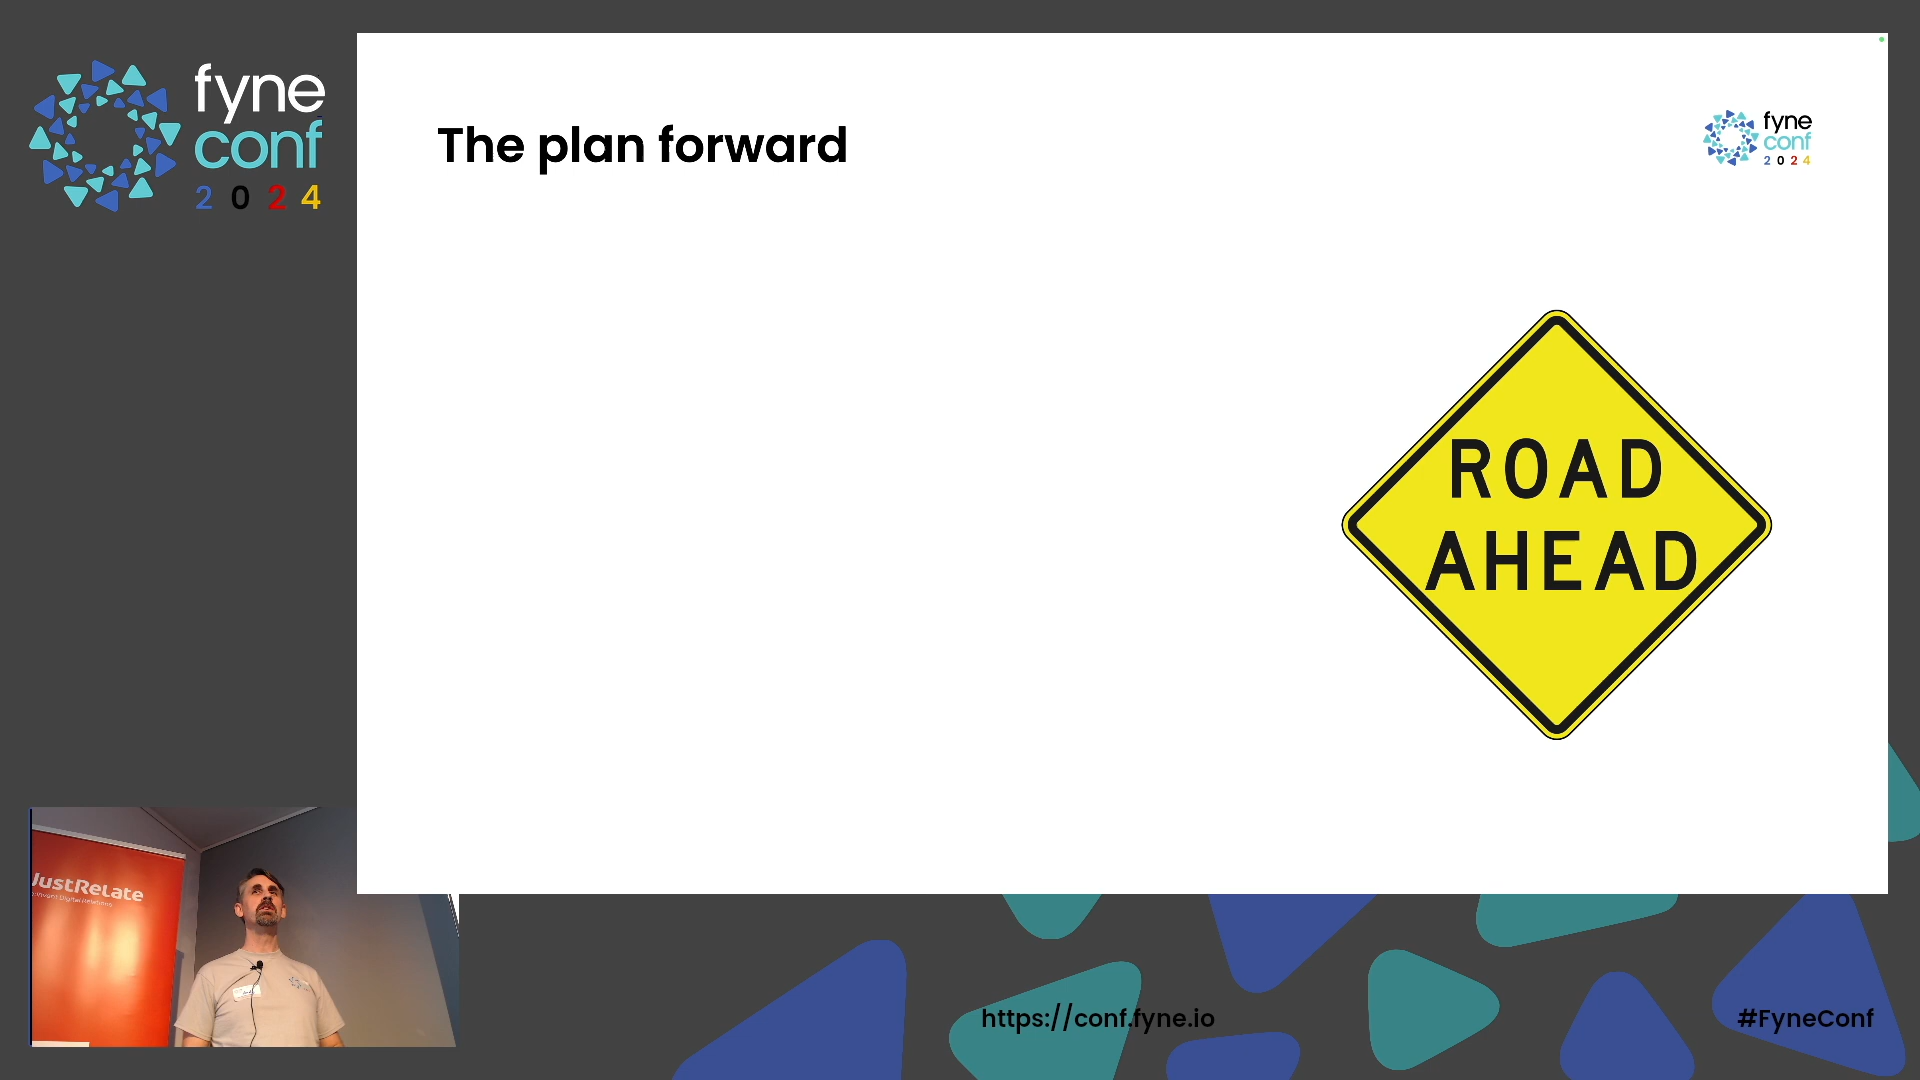 fyne
conf
2 0 2 4
The plan forward
fyne
conf
2 0 2 4
ROAD
AHEAD
JustRelate
https://conf.fyne.io
#FyneConf